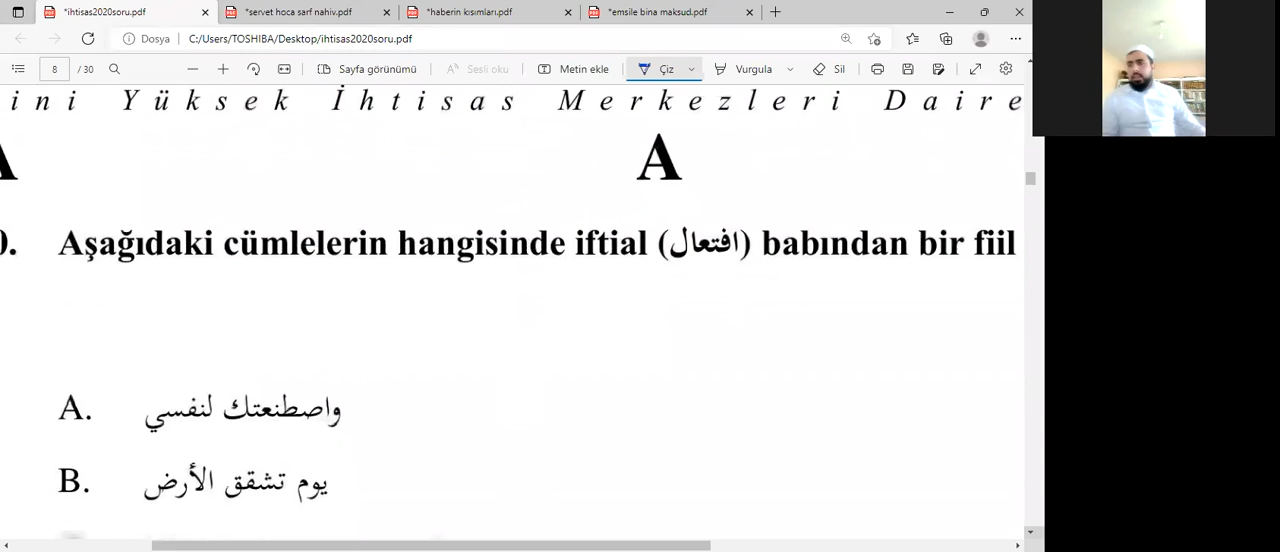 *ihtisas2020soru.pdf
*servet hoca sarf nahiv.pdf
*haberin kısımları.pdf
*emsile bina maksud.pdf
Dosya
C:/Users/TOSHIBA/Desktop/ihtisas2020soru.pdf
8 / 30
Sayfa görünümü
Sesli oku
Metin ekle
Çiz
Vurgula
Sil
ini Yüksek İhtisas Merkezleri Daire
A A
0. Aşağıdaki cümlelerin hangisinde iftial (افتعال) babından bir fiil
A. واصطنعتك لنفسي
B. يوم تشقق الأرض